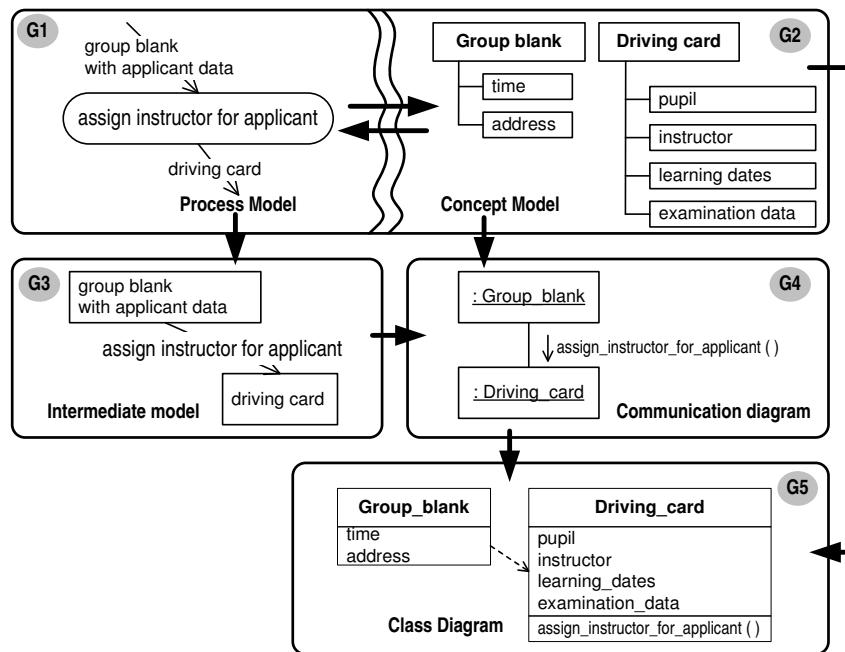 G1
group blank
with applicant data
assign instructor for applicant
driving card
Process Model
G2
Group blank
time
address
Driving card
pupil
instructor
learning dates
examination data
Concept Model
G3
group blank
with applicant data
assign instructor for applicant
driving card
Intermediate model
G4
: Group_blank
assign_instructor_for_applicant ( )
: Driving_card
Communication diagram
G5
Group_blank
time
address
Driving_card
pupil
instructor
learning_dates
examination_data
assign_instructor_for_applicant ( )
Class Diagram